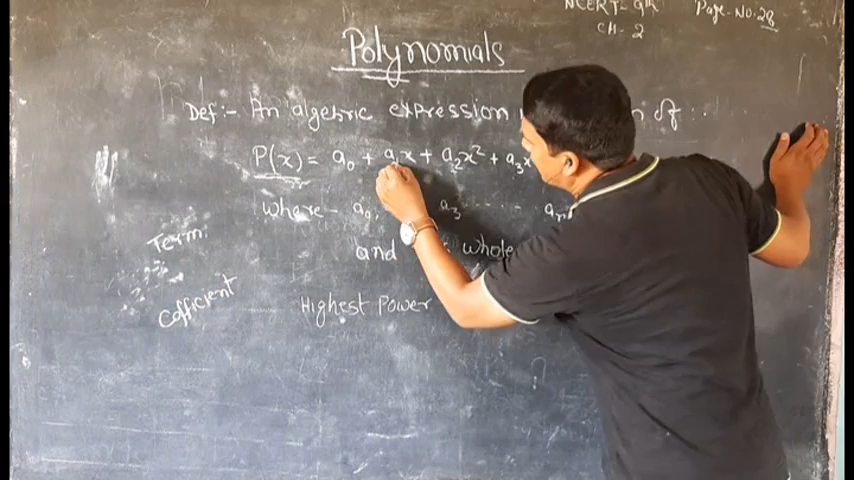 NCERT- 9th
Page-No.28
CH-2
Polynomials
Def:- An algebric expression of..
P(x) = a₀ + a₁x + a₂x² + a₃x
where- a₀, a₃ ...... aₙ
Term:
and whole
Cofficient
Highest Power